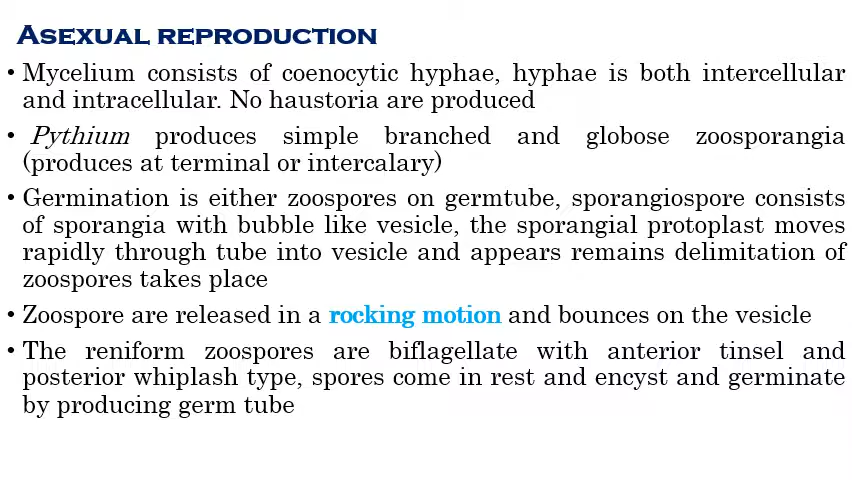 ASEXUAL REPRODUCTION
• Mycelium consists of coenocytic hyphae, hyphae is both intercellular
and intracellular. No haustoria are produced
• Pythium produces simple branched and globose zoosporangia
(produces at terminal or intercalary)
• Germination is either zoospores on germtube, sporangiospore consists
of sporangia with bubble like vesicle, the sporangial protoplast moves
rapidly through tube into vesicle and appears remains delimitation of
zoospores takes place
• Zoospore are released in a rocking motion and bounces on the vesicle
• The reniform zoospores are biflagellate with anterior tinsel and
posterior whiplash type, spores come in rest and encyst and germinate
by producing germ tube